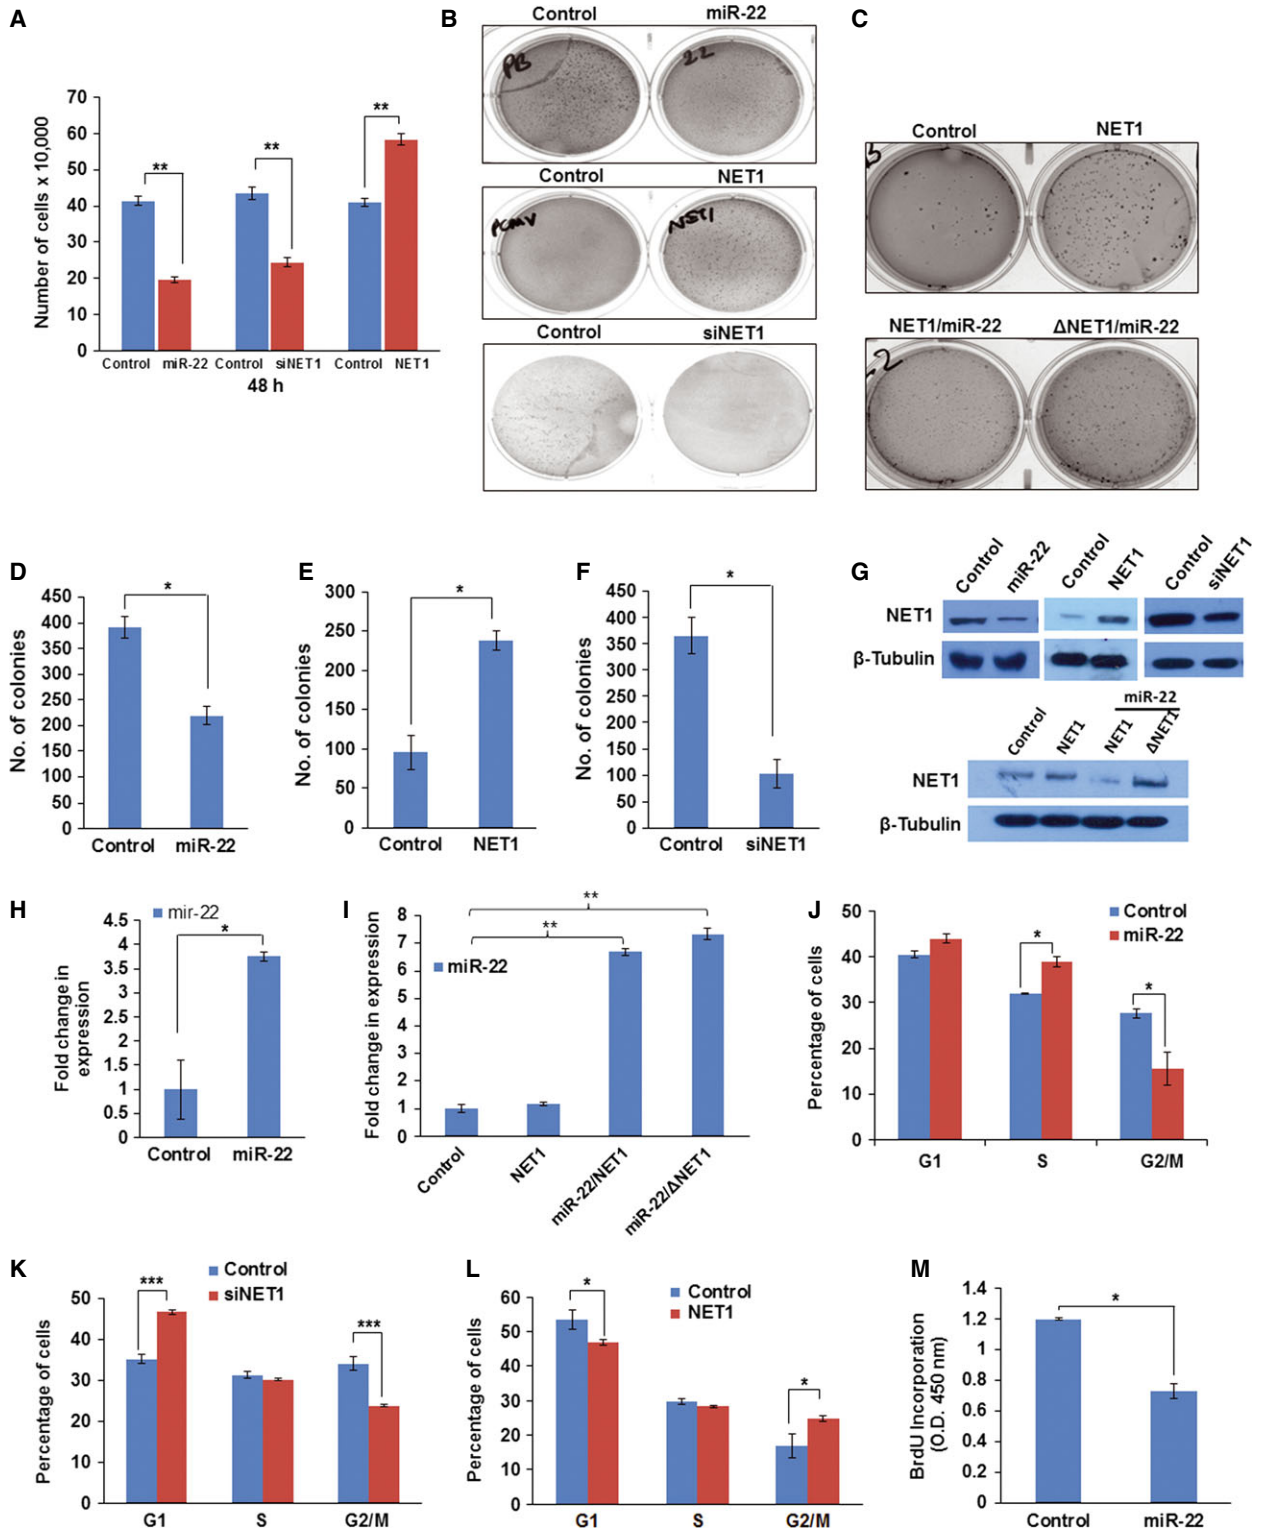 A
Number of cells x 10,000
70
60
50
40
30
20
10
0
**
**
**
Control miR-22 Control siNET1 Control NET1
48 h
B
Control miR-22
PB 22
Control NET1
PCMV NET1
Control siNET1
C
Control NET1
NET1/miR-22 ΔNET1/miR-22
D
No. of colonies
450
400
350
300
250
200
150
100
50
0
*
Control miR-22
E
No. of colonies
300
250
200
150
100
50
0
*
Control NET1
F
No. of colonies
450
400
350
300
250
200
150
100
50
0
*
Control siNET1
G
Control miR-22 Control NET1 Control siNET1
NET1
β-Tubulin
miR-22
Control NET1 NET1 ΔNET1
NET1
β-Tubulin
H
Fold change in
expression
4.5
4
3.5
3
2.5
2
1.5
1
0.5
0
mir-22
*
Control miR-22
I
Fold change in expression
8
7
6
5
4
3
2
1
0
miR-22
**
**
Control NET1 miR-22/NET1 miR-22/ΔNET1
J
Percentage of cells
50
40
30
20
10
0
Control
miR-22
*
*
G1 S G2/M
K
Percentage of cells
50
40
30
20
10
0
Control
siNET1
***
***
G1 S G2/M
L
Percentage of cells
60
50
40
30
20
10
0
Control
NET1
*
*
G1 S G2/M
M
BrdU Incorporation
(O.D. 450 nm)
1.4
1.2
1
0.8
0.6
0.4
0.2
0
*
Control miR-22